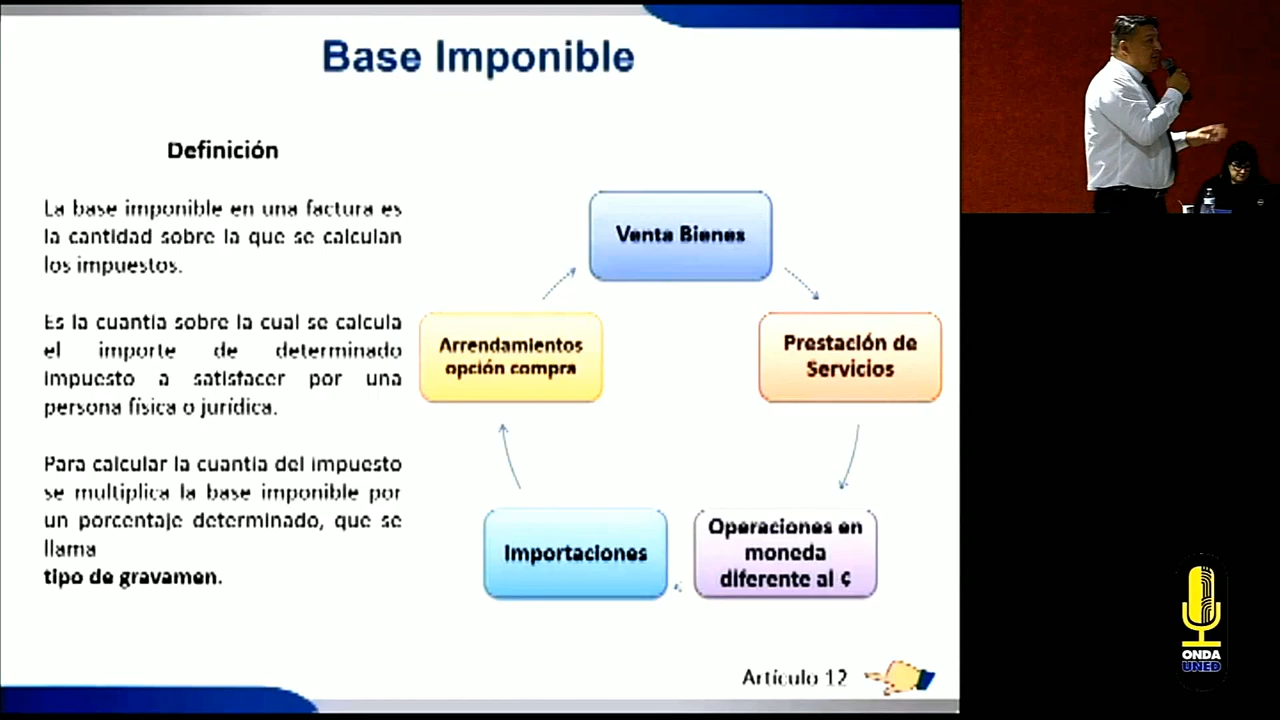 Base Imponible
Definición
La base imponible en una factura es
la cantidad sobre la que se calculan
los impuestos.
Es la cuantía sobre la cual se calcula
el importe de determinado
impuesto a satisfacer por una
persona física o jurídica.
Para calcular la cuantía del impuesto
se multiplica la base imponible por
un porcentaje determinado, que se
llama
tipo de gravamen.
Venta Bienes
Prestación de
Servicios
Operaciones en
moneda
diferente al ¢
Importaciones
Arrendamientos
opción compra
Artículo 12
ONDA
UNED